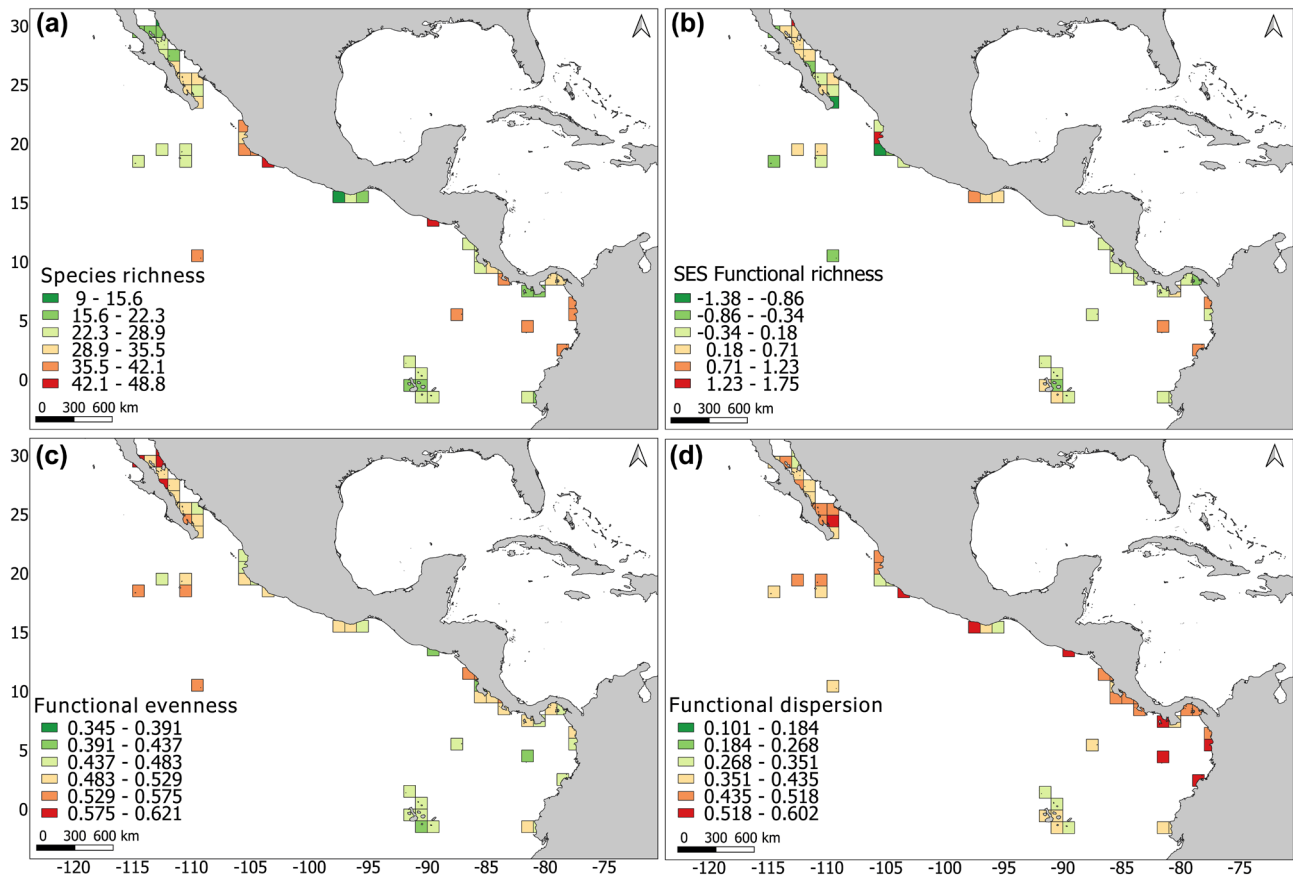 (a)
30
25
20
15
10
5
0
Species richness
9 - 15.6
15.6 - 22.3
22.3 - 28.9
28.9 - 35.5
35.5 - 42.1
42.1 - 48.8
0 300 600 km
(b)
SES Functional richness
-1.38 - -0.86
-0.86 - -0.34
-0.34 - 0.18
0.18 - 0.71
0.71 - 1.23
1.23 - 1.75
0 300 600 km
(c)
30
25
20
15
10
5
0
Functional evenness
0.345 - 0.391
0.391 - 0.437
0.437 - 0.483
0.483 - 0.529
0.529 - 0.575
0.575 - 0.621
0 300 600 km
-120 -115 -110 -105 -100 -95 -90 -85 -80 -75
(d)
Functional dispersion
0.101 - 0.184
0.184 - 0.268
0.268 - 0.351
0.351 - 0.435
0.435 - 0.518
0.518 - 0.602
0 300 600 km
-120 -115 -110 -105 -100 -95 -90 -85 -80 -75